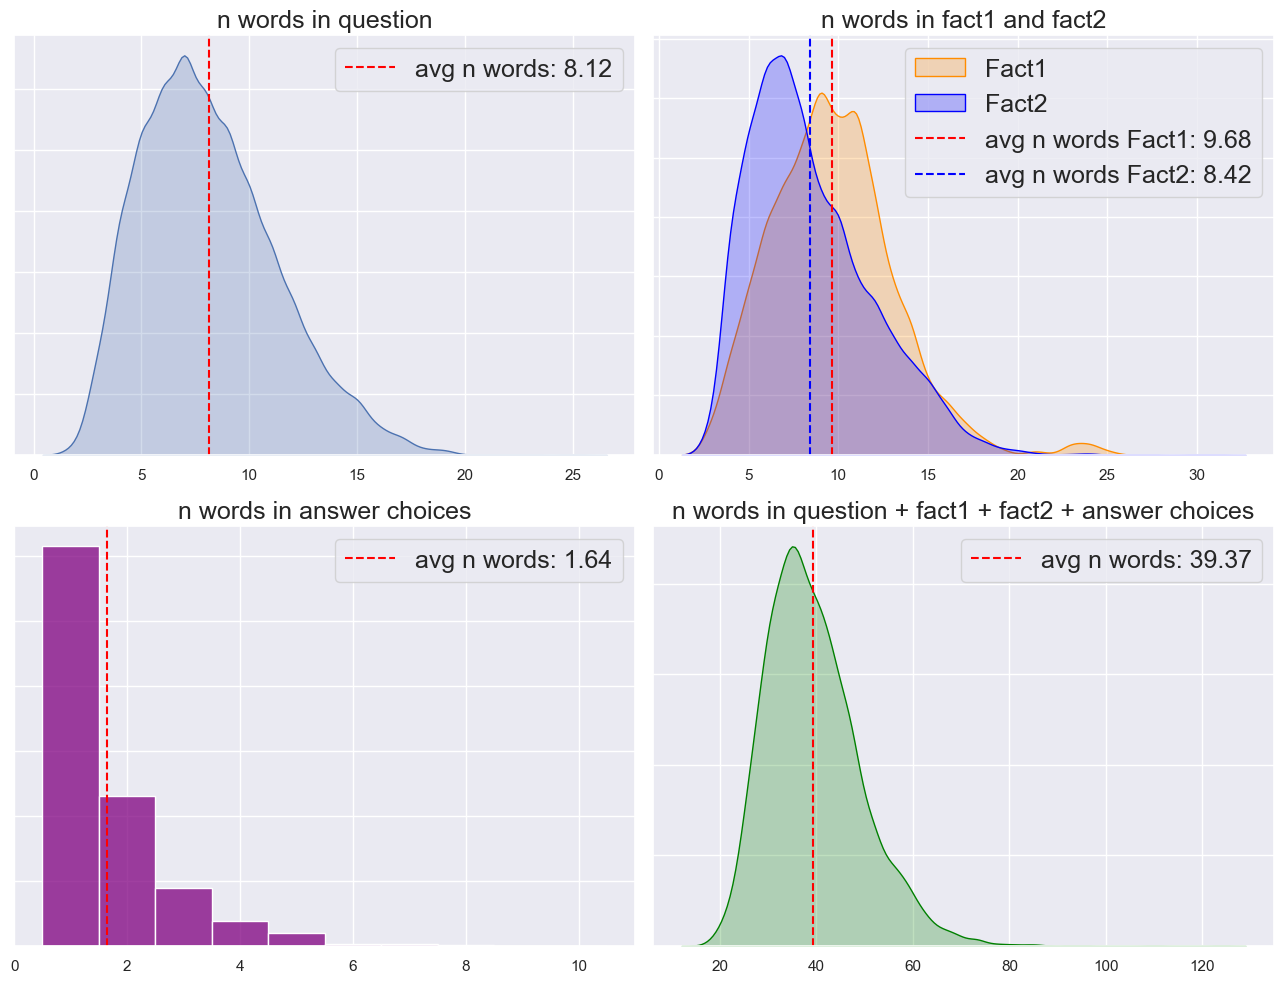 n words in question
avg n words: 8.12
0 5 10 15 20 25
n words in fact1 and fact2
Fact1
Fact2
avg n words Fact1: 9.68
avg n words Fact2: 8.42
0 5 10 15 20 25 30
n words in answer choices
avg n words: 1.64
0 2 4 6 8 10
n words in question + fact1 + fact2 + answer choices
avg n words: 39.37
20 40 60 80 100 120